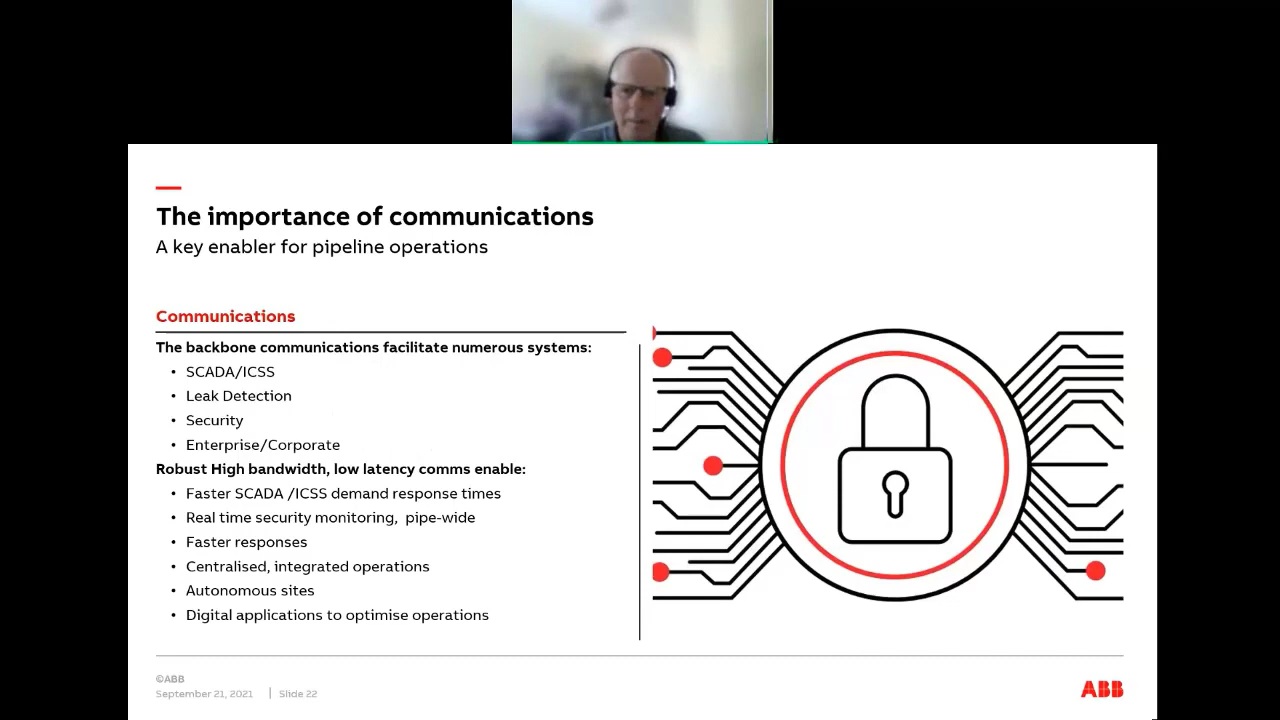 The importance of communications
A key enabler for pipeline operations
Communications
The backbone communications facilitate numerous systems:
• SCADA/ICSS
• Leak Detection
• Security
• Enterprise/Corporate
Robust High bandwidth, low latency comms enable:
• Faster SCADA /ICSS demand response times
• Real time security monitoring, pipe-wide
• Faster responses
• Centralised, integrated operations
• Autonomous sites
• Digital applications to optimise operations
©ABB
September 21, 2021 | Slide 22
ABB